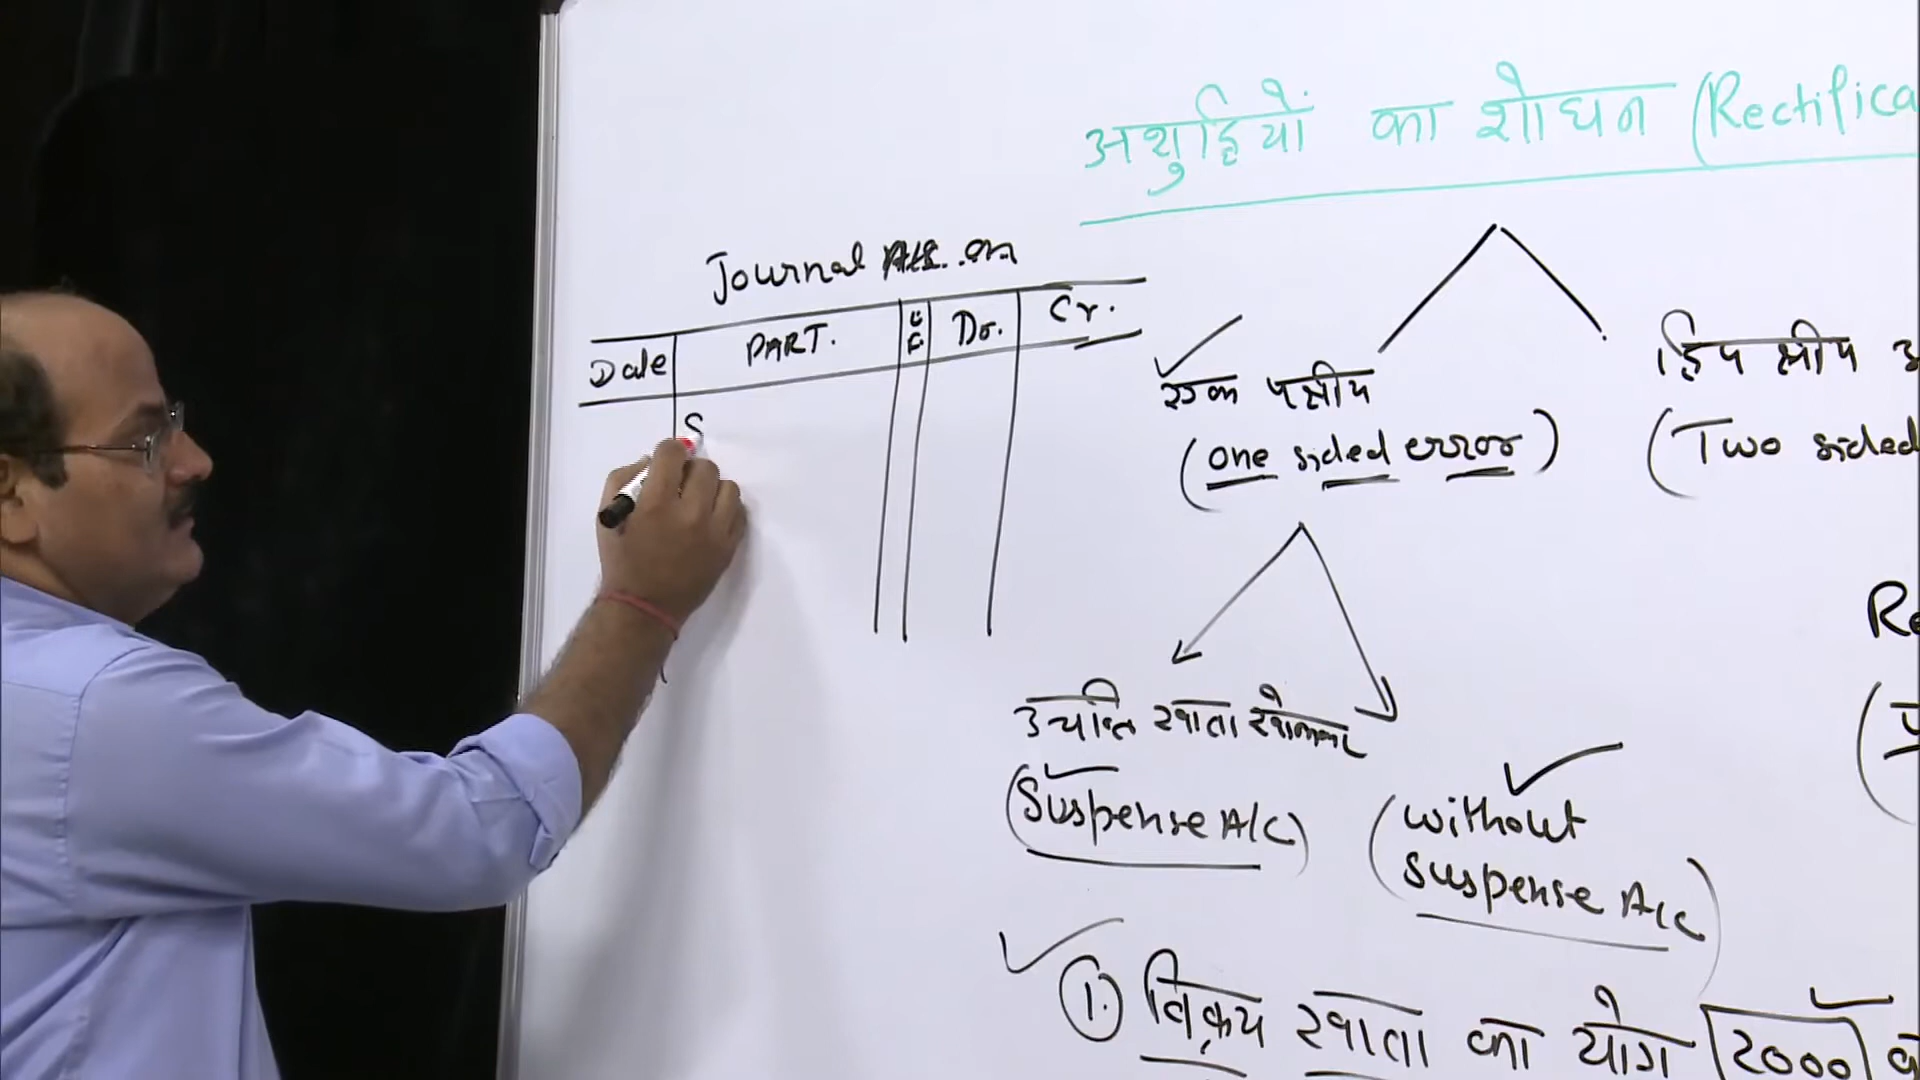 अशुद्धियों का शोधन (Rectifica
Journal
Date PART. L.F. Dr. Cr.
S
एक पक्षीय
(one sided error)
द्विपक्षीय अ
(Two sided
उचन्ति खाता खोलकर
(Suspense A/C)
(without
suspense A/C
Re
1. विक्रय खाता का योग 2000